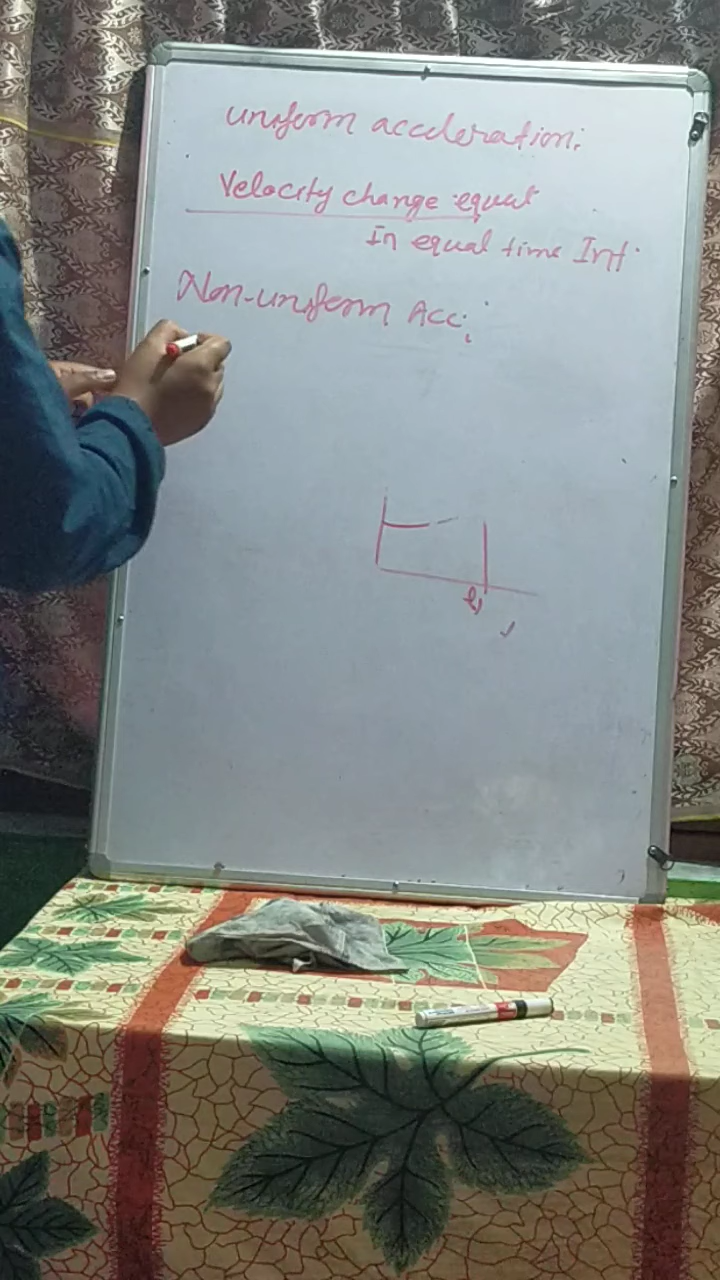 uniform acceleration:
Velocity change equal
In equal time Int.
Non-uniform Acc: